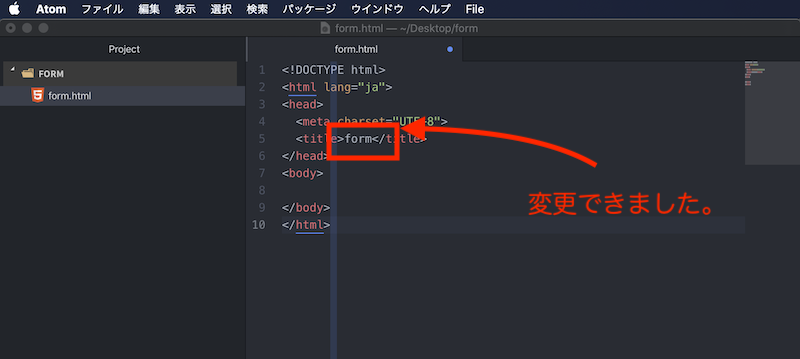 Atom ファイル 編集 表示 選択 検索 パッケージ ウインドウ ヘルプ File
form.html — ~/Desktop/form
Project
form.html
FORM
form.html
1 <!DOCTYPE html>
2 <html lang="ja">
3 <head>
4 <meta charset="UTF-8">
5 <title>form</title>
6 </head>
7 <body>
8
9 </body>
10 </html>
変更できました。